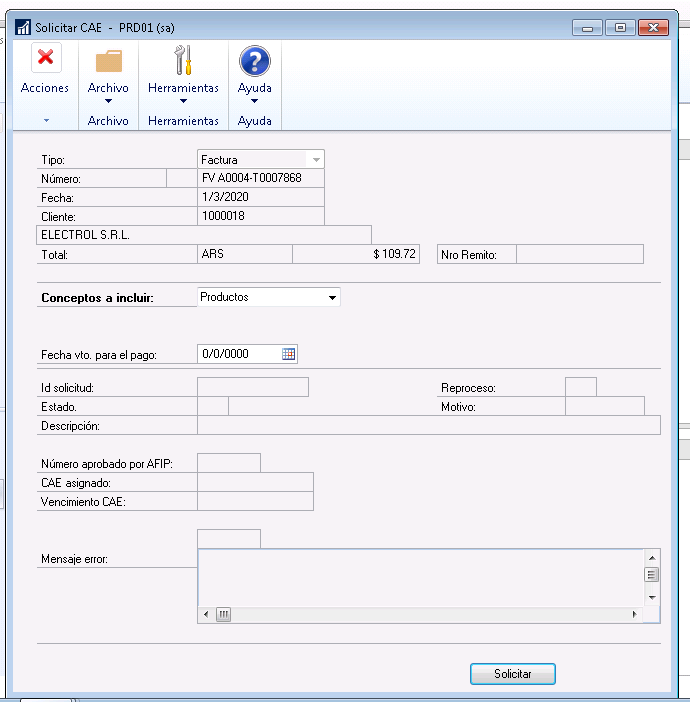 Solicitar CAE - PRD01 (sa)
Acciones Archivo Herramientas Ayuda
Archivo Herramientas Ayuda
Tipo: Factura
Número: FV A0004-T0007868
Fecha: 1/3/2020
Cliente: 1000018
ELECTROL S.R.L.
Total: ARS $ 109.72 Nro Remito:
Conceptos a incluir: Productos
Fecha vto. para el pago: 0/0/0000
Id solicitud: Reproceso:
Estado. Motivo:
Descripción:
Número aprobado por AFIP:
CAE asignado:
Vencimiento CAE:
Mensaje error:
Solicitar